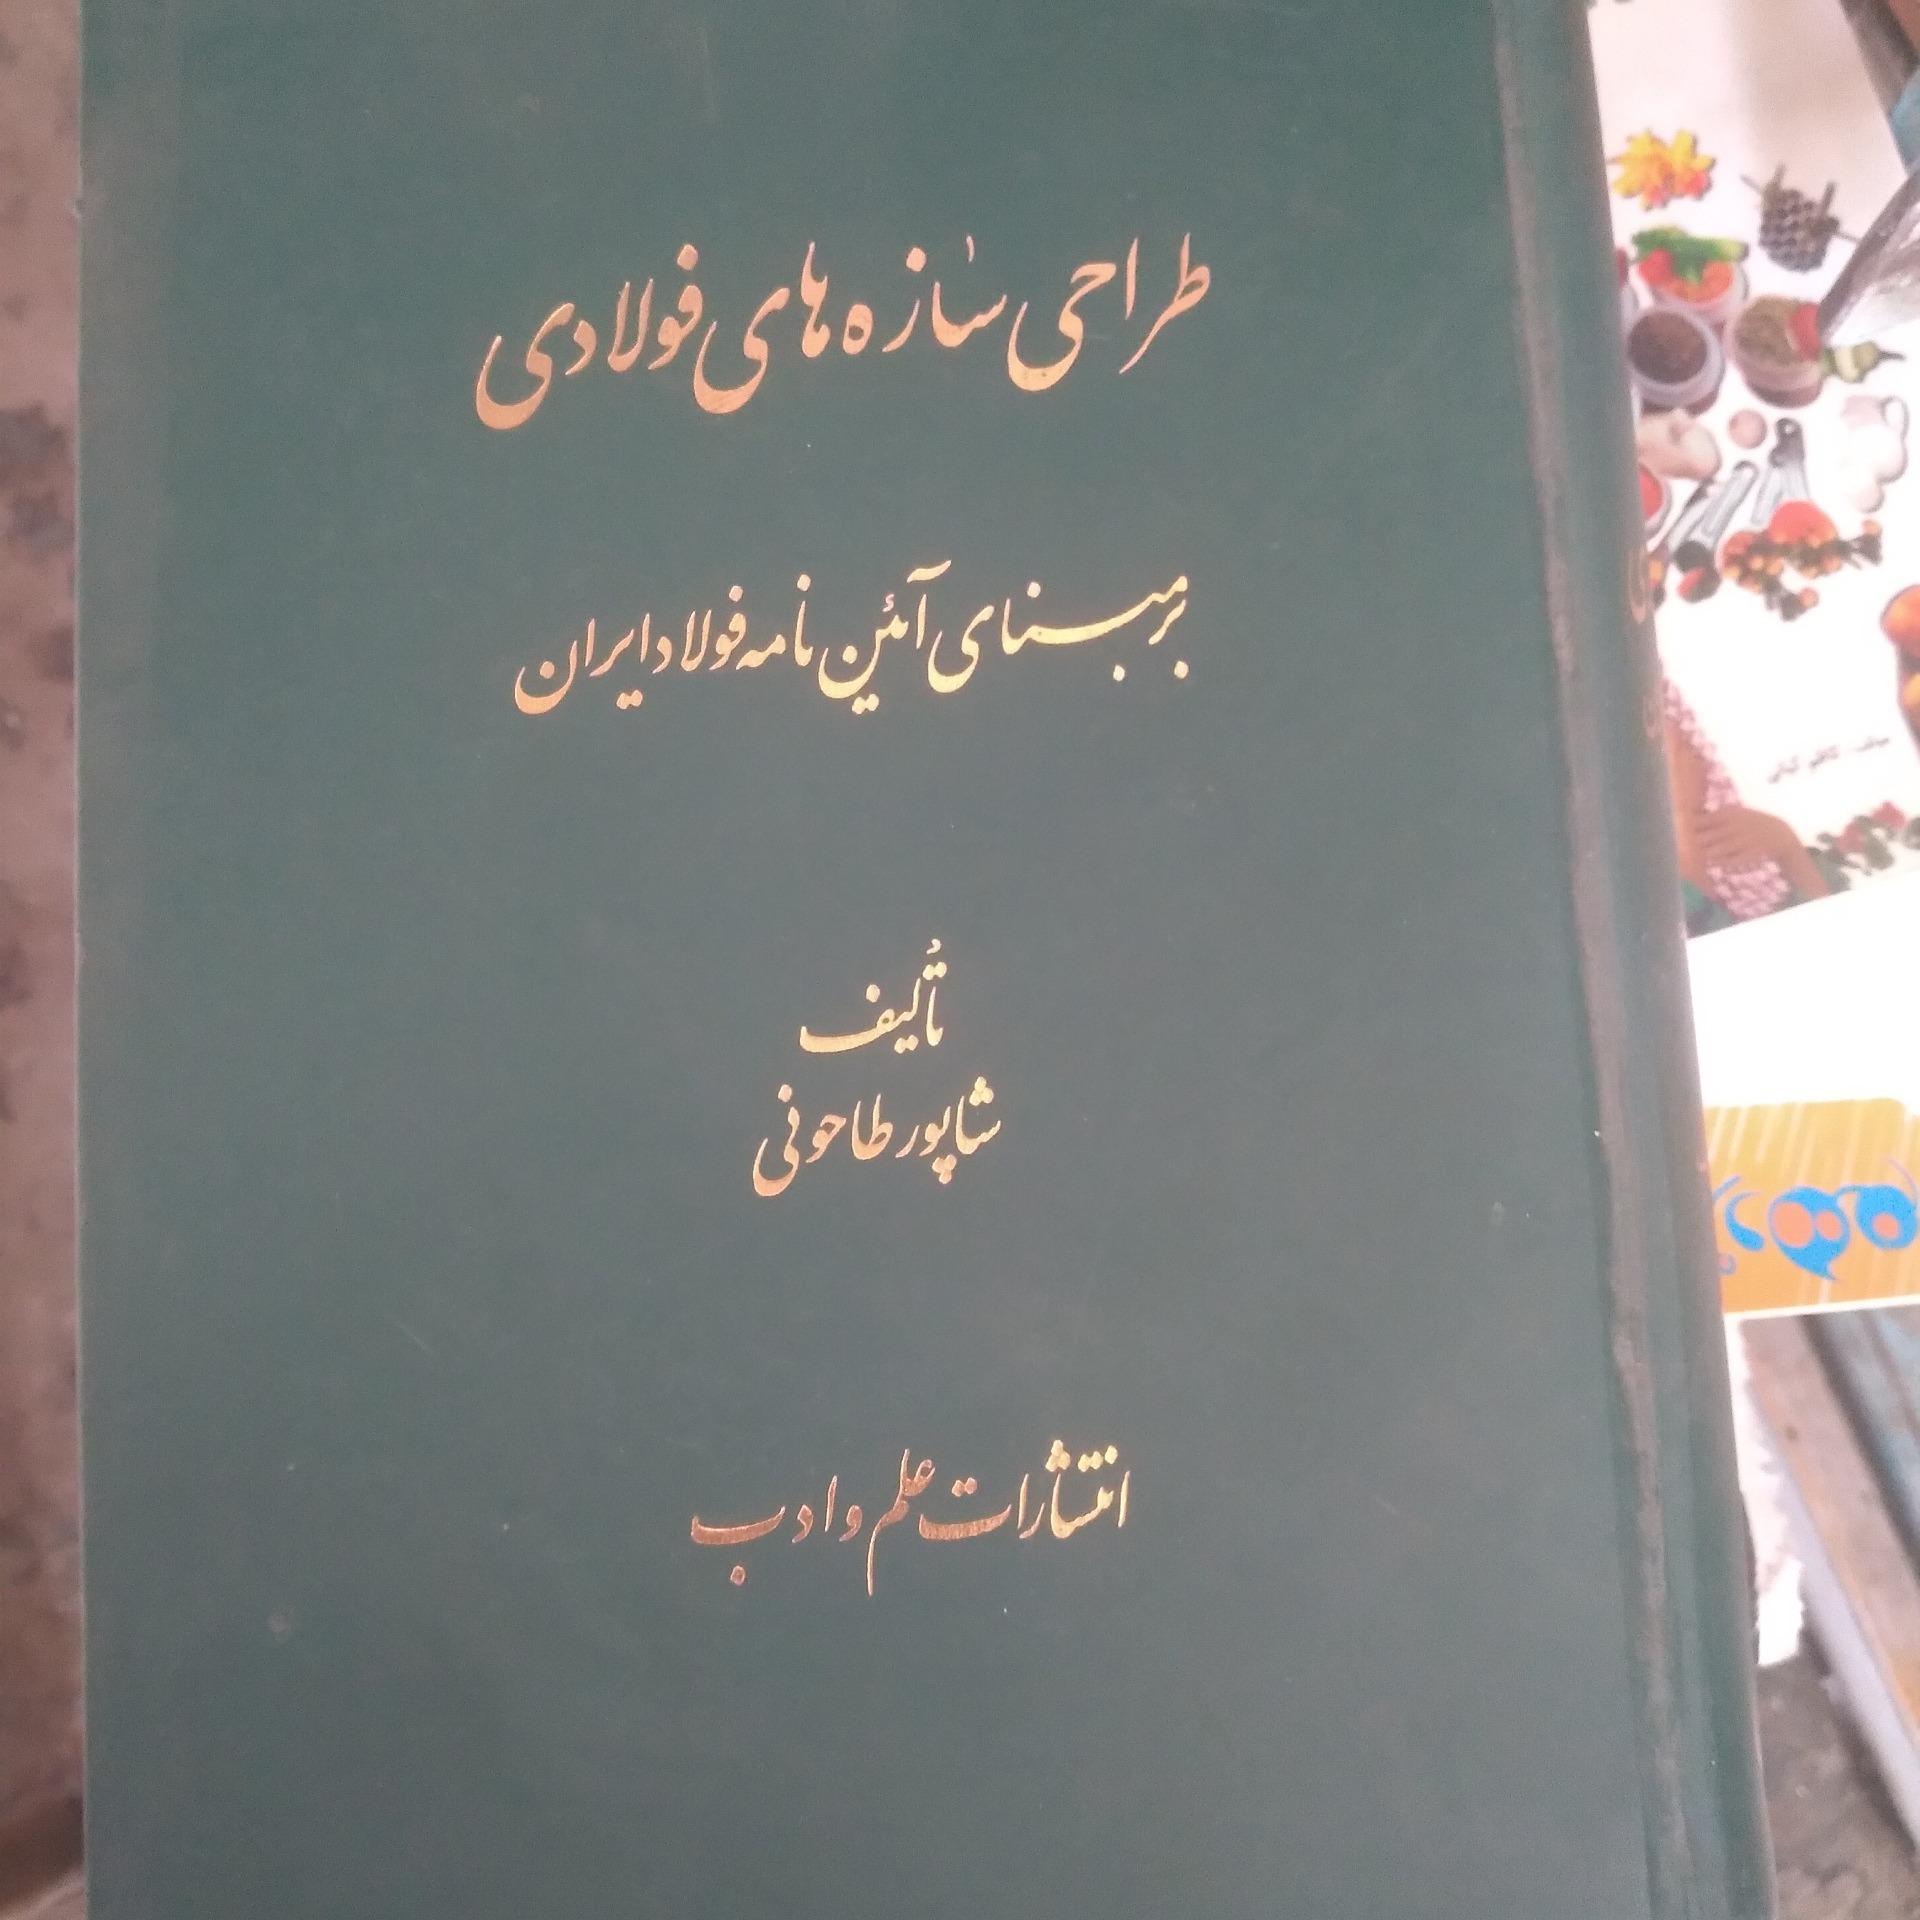 طراحی سازه های فولادی
بر مبنای آئین نامه فولاد ایران
تألیف
شاپور طاحونی
انتشارات علم و ادب